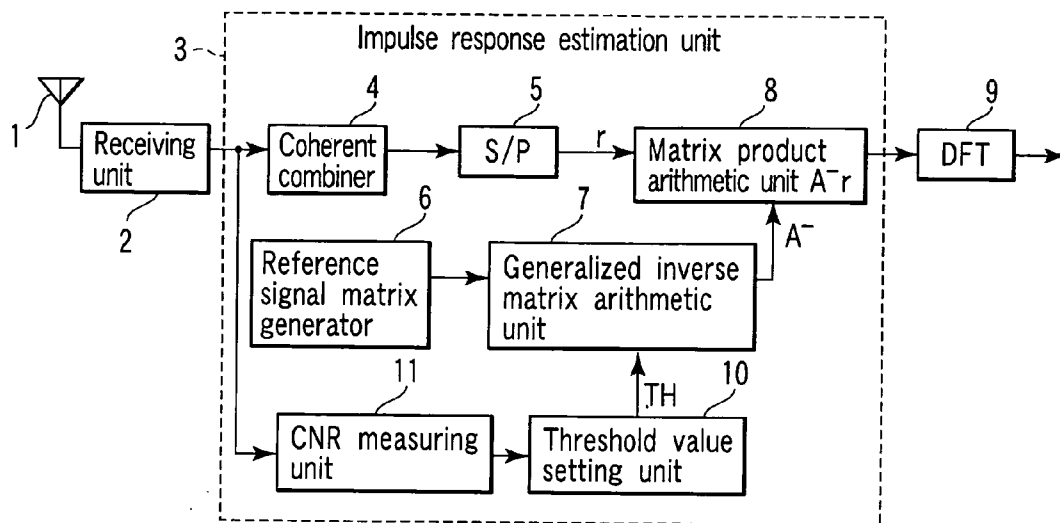 Impulse response estimation unit
3
1
Receiving
unit
2
4
Coherent
combiner
5
S/P
r
8
Matrix product
arithmetic unit A⁻r
9
DFT
6
Reference
signal matrix
generator
7
Generalized inverse
matrix arithmetic
unit
A⁻
11
CNR measuring
unit
TH
10
Threshold value
setting unit